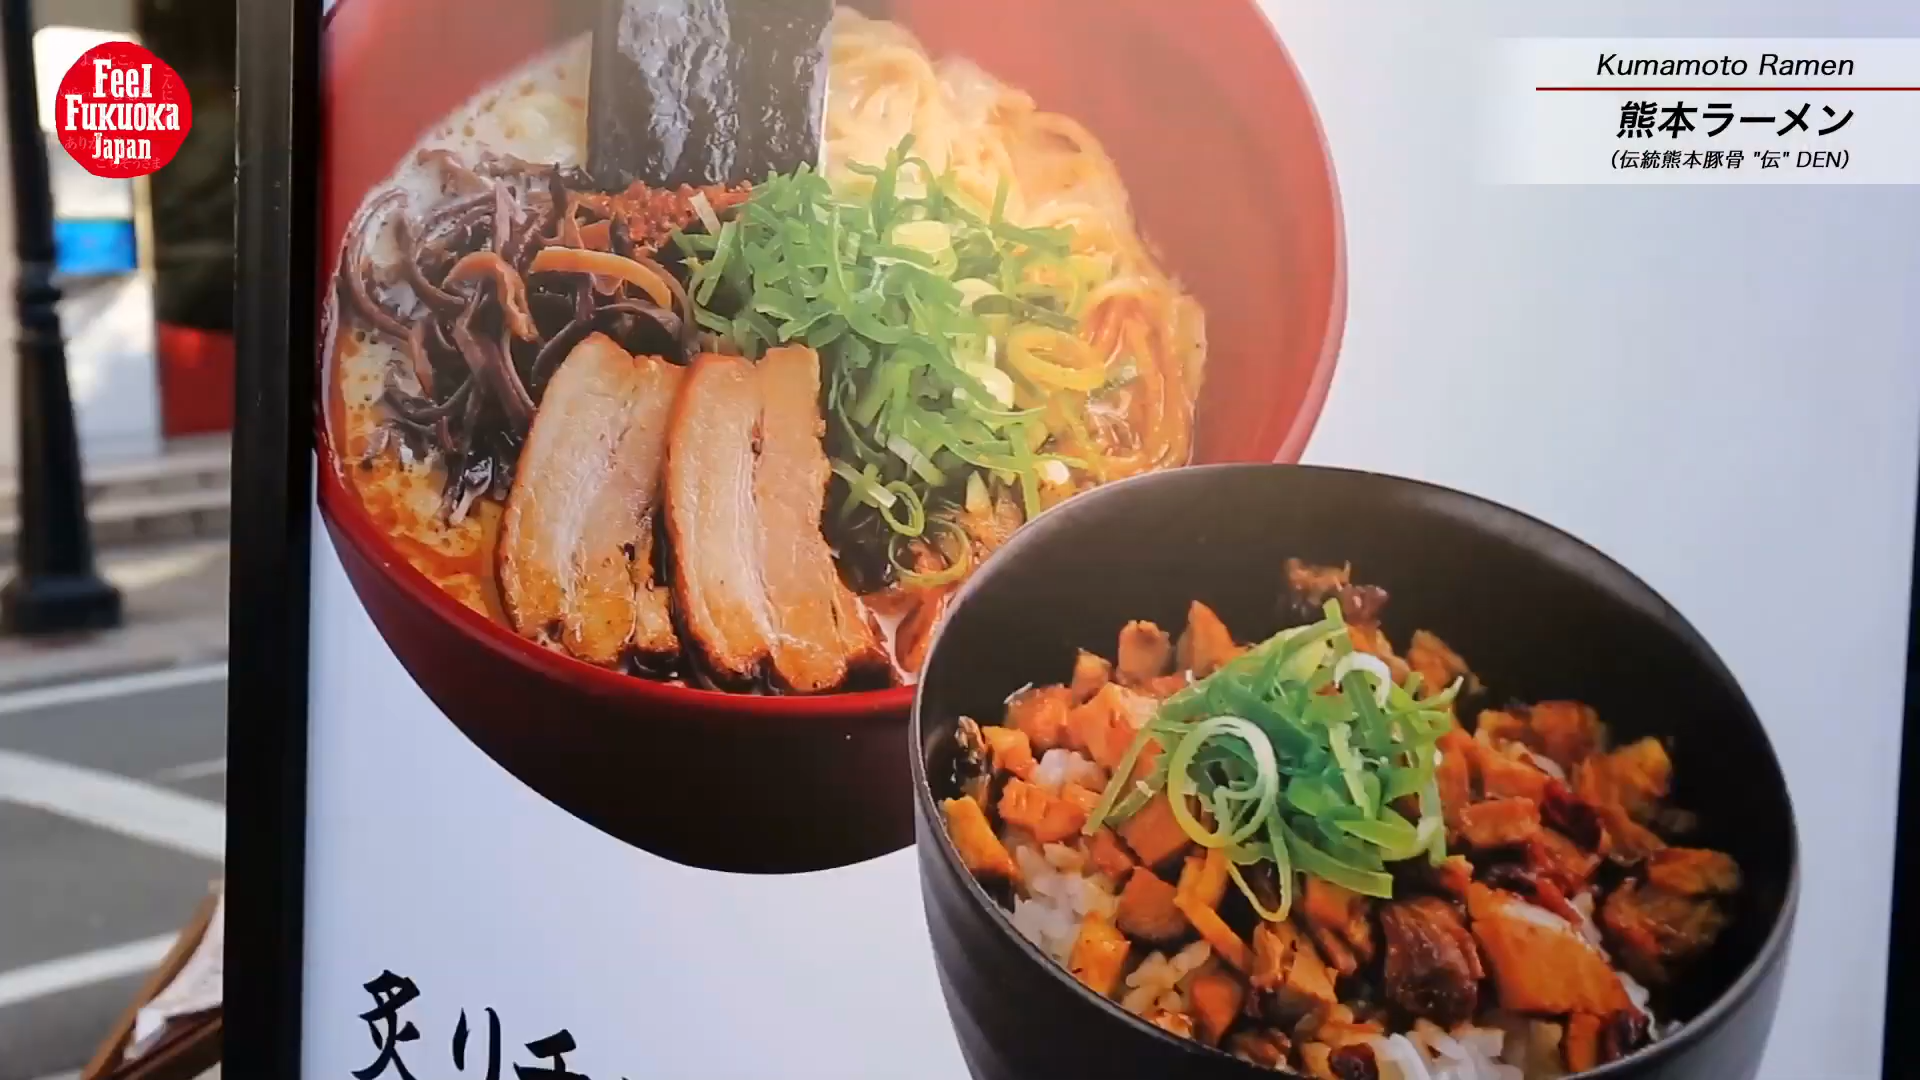 Feel
FUKUOKA
Japan
Kumamoto Ramen
熊本ラーメン
（伝統熊本豚骨 "伝" DEN）
炙り